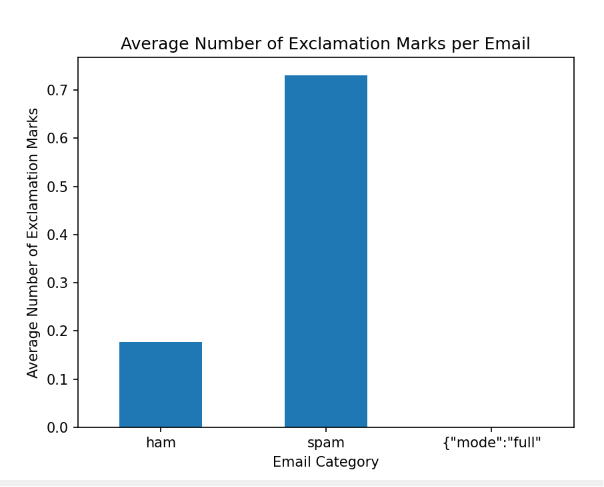 Average Number of Exclamation Marks per Email
Average Number of Exclamation Marks
0.7
0.6
0.5
0.4
0.3
0.2
0.1
0.0
ham
spam
{"mode":"full"
Email Category